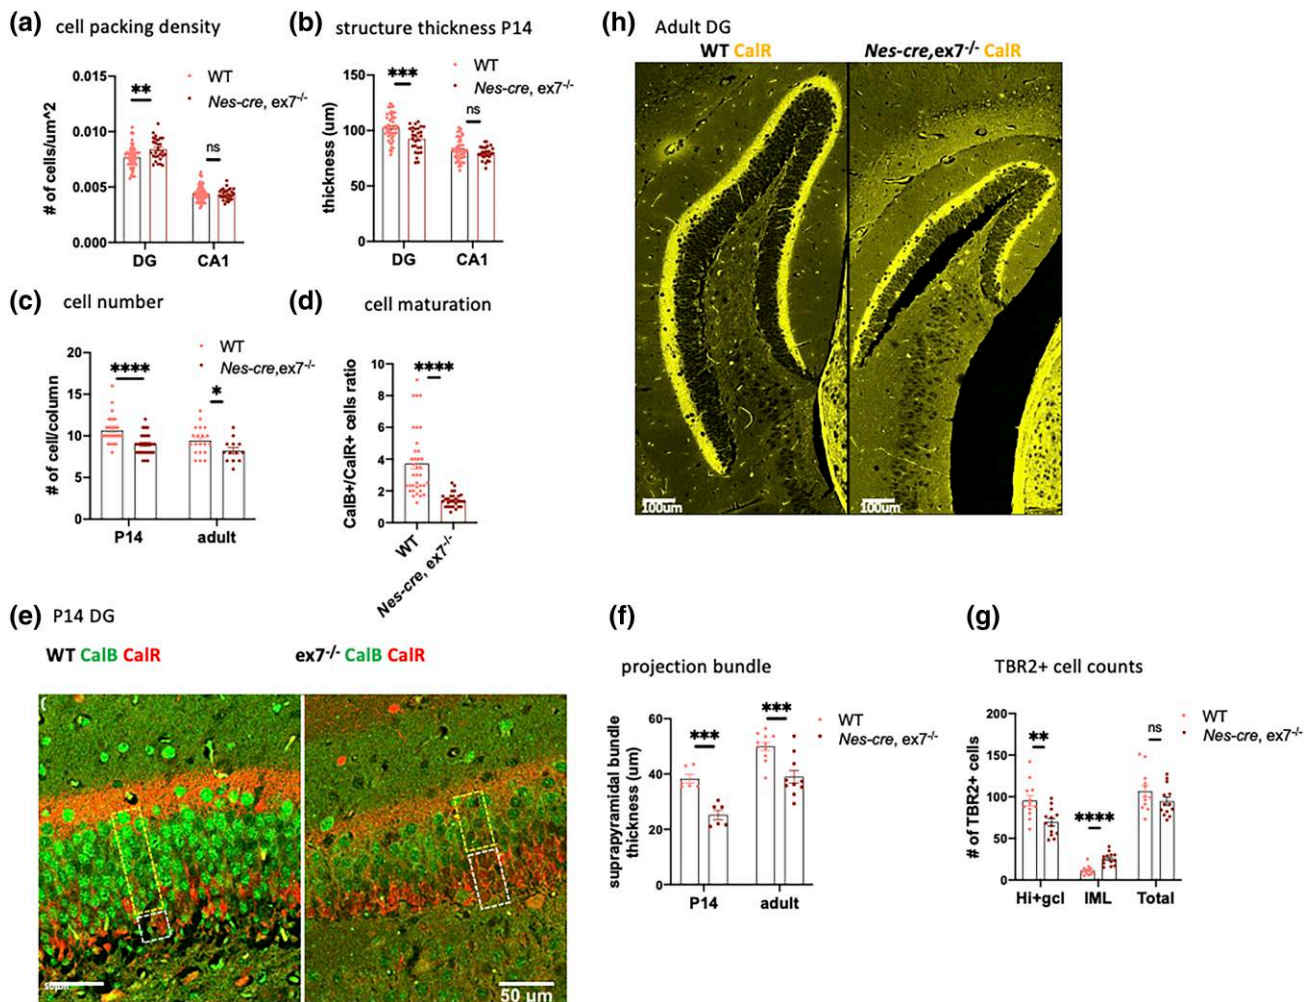 (a) cell packing density
# of cells/um^2
0.015
0.010
0.005
0.000
**
ns
WT
Nes-cre, ex7-/-
DG CA1
(b) structure thickness P14
thickness (um)
150
100
50
0
***
ns
WT
Nes-cre, ex7-/-
DG CA1
(c) cell number
# of cell/column
20
15
10
5
0
****
*
WT
Nes-cre,ex7-/-
P14 adult
(d) cell maturation
CalB+/CalR+ cells ratio
10
8
6
4
2
0
****
WT
Nes-cre, ex7-/-
(h) Adult DG
WT CalR
Nes-cre,ex7-/- CalR
100um
100um
(e) P14 DG
WT CalB CalR
ex7-/- CalB CalR
50 µm
(f)
projection bundle
suprapyramidal bundle
thickness (um)
60
40
20
0
***
***
WT
Nes-cre, ex7-/-
P14 adult
(g)
TBR2+ cell counts
# of TBR2+ cells
200
150
100
50
0
**
****
ns
WT
Nes-cre, ex7-/-
Hi+gcl IML Total